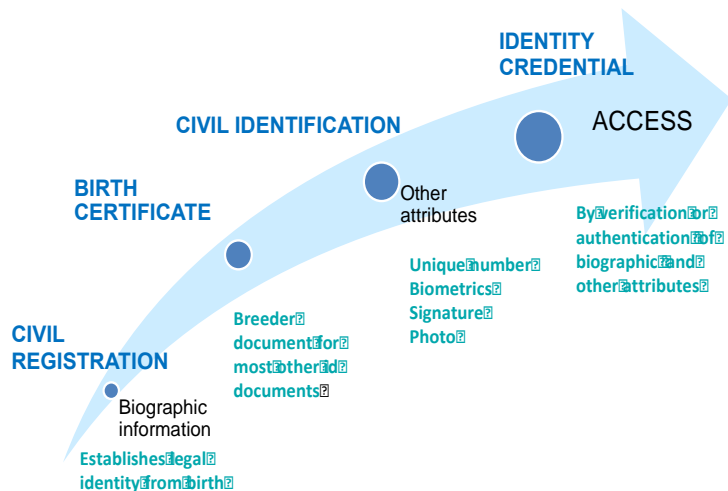 IDENTITY
CREDENTIAL
ACCESS
CIVIL IDENTIFICATION
Other
attributes
BIRTH
CERTIFICATE
By verification or
authentication of
biographic and
other attributes
Unique number
Biometrics
Signature
Photo
Breeder
document for
most other id
documents
CIVIL
REGISTRATION
Biographic
information
Establishes legal
identity from birth